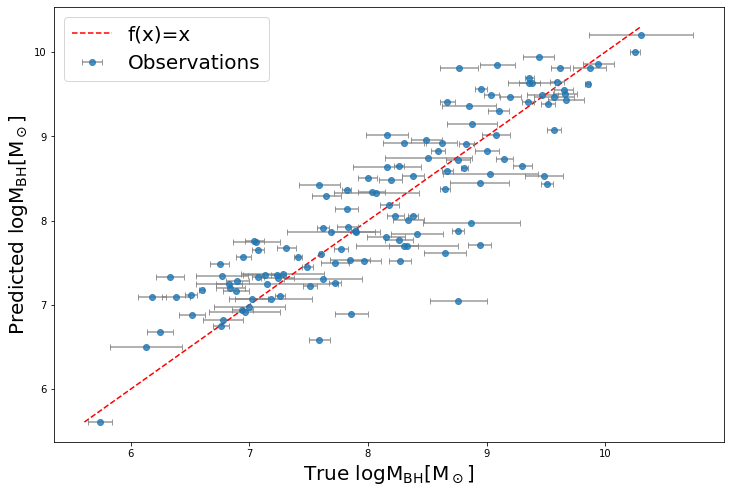 f(x)=x
Observations
10
9
8
7
6
Predicted logM_BH[M_⊙]
6 7 8 9 10
True logM_BH[M_⊙]